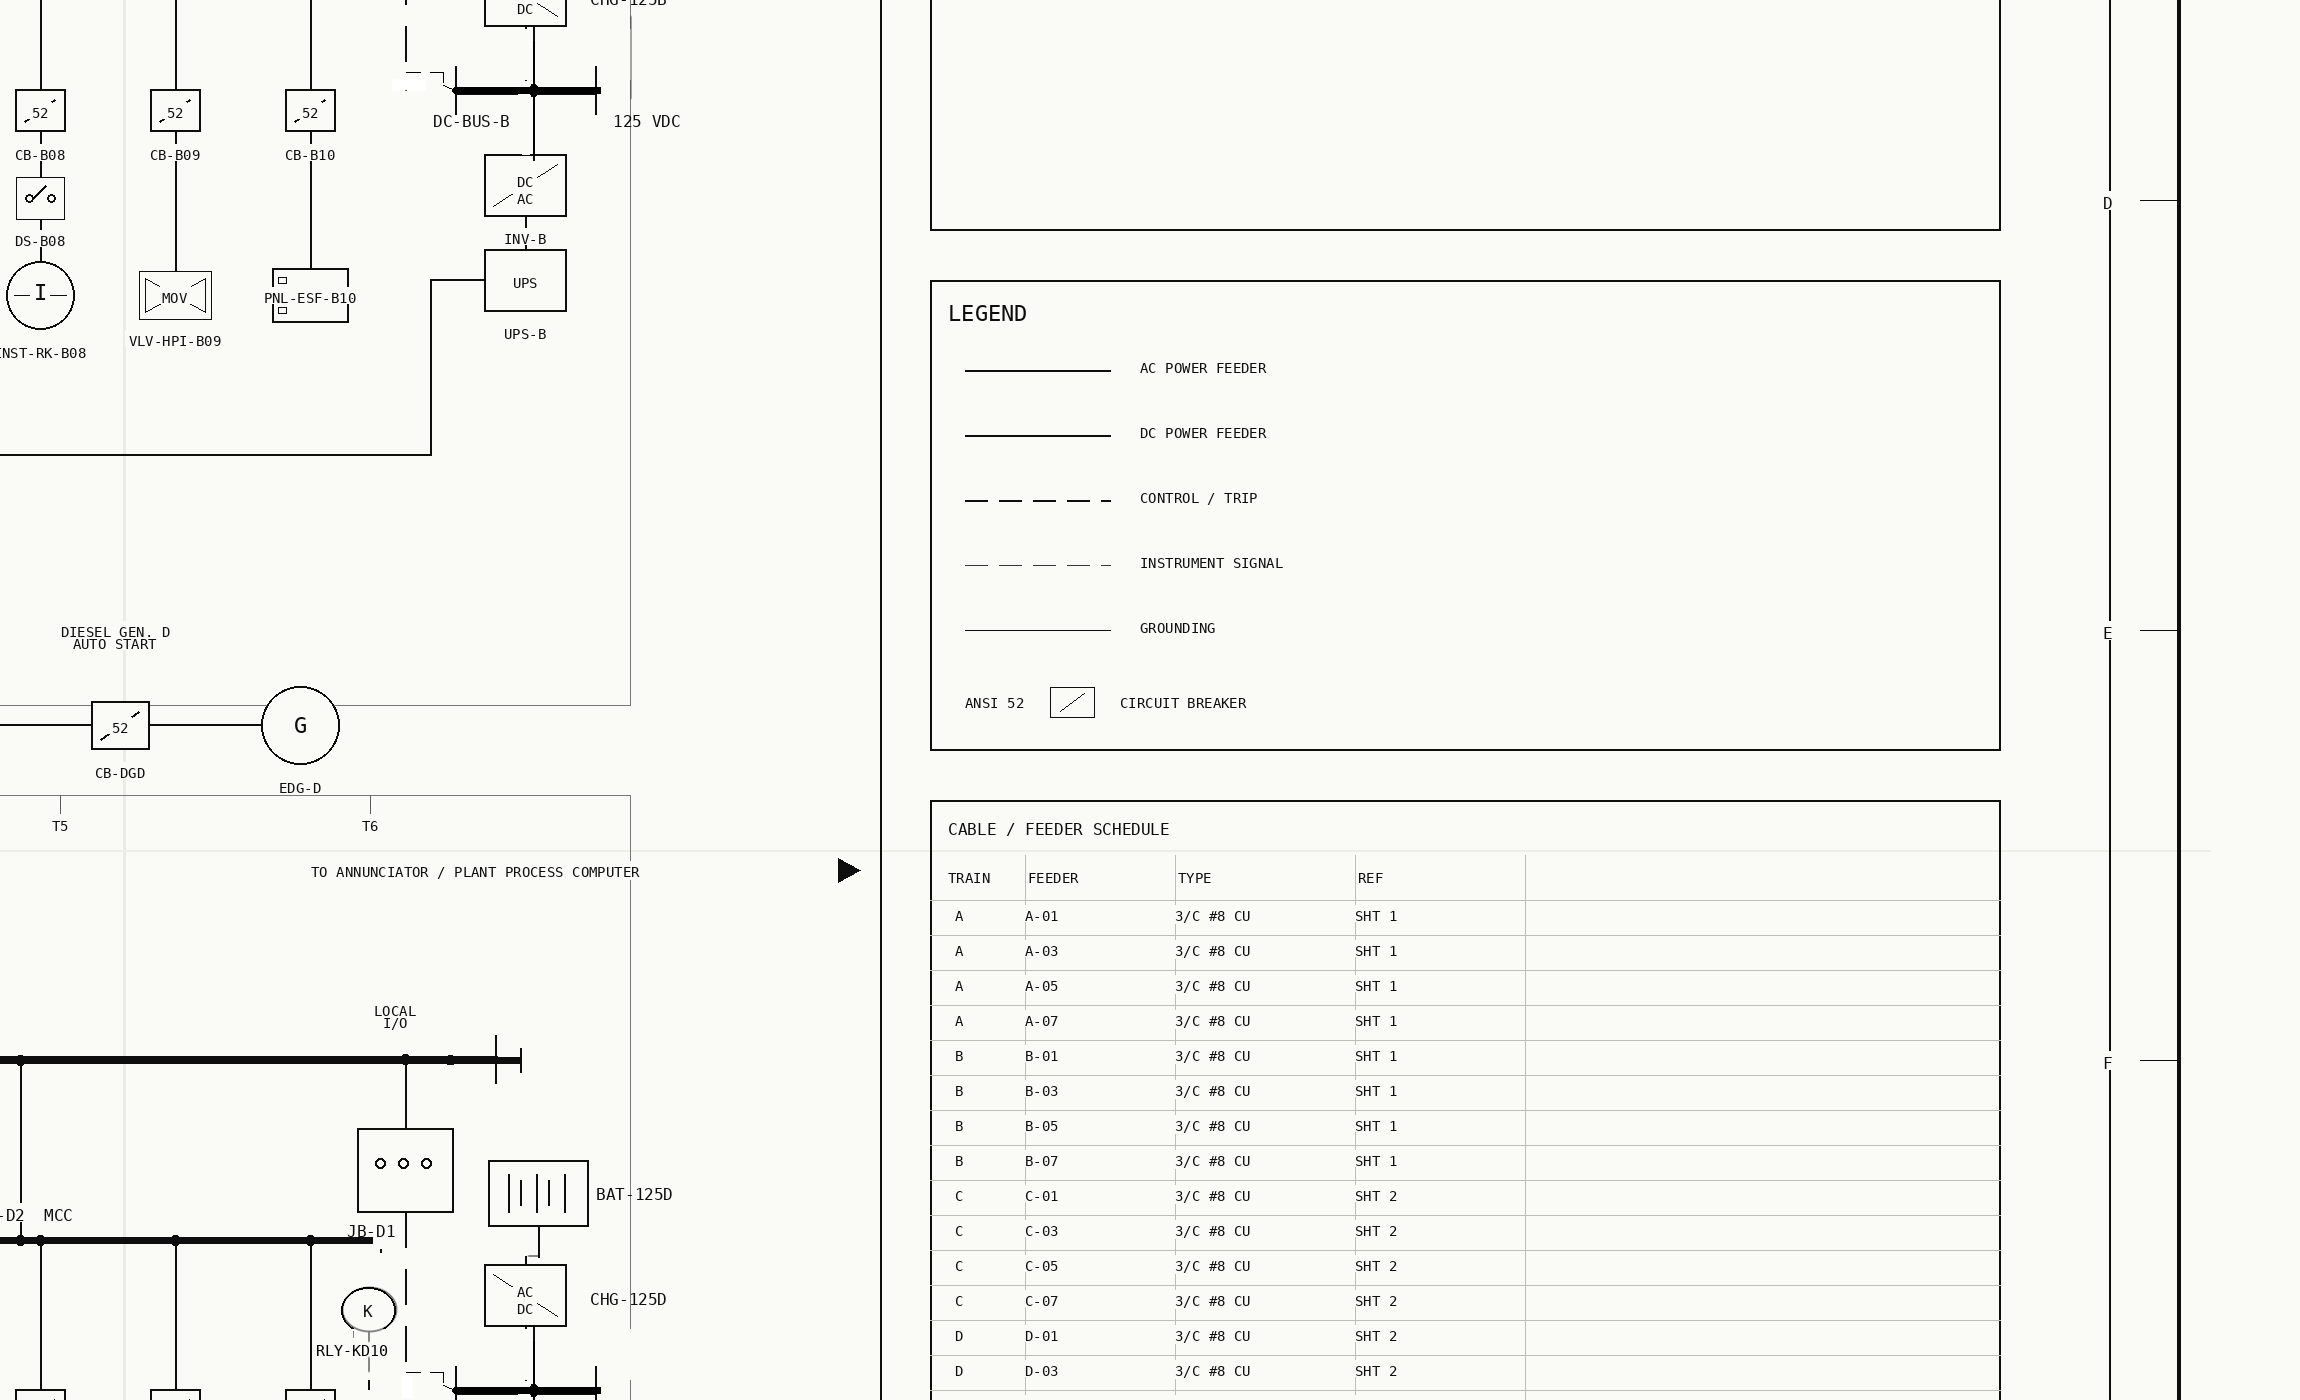 DC
DC-BUS-B
125 VDC
52
52
52
CB-B08
CB-B09
CB-B10
DC
AC
DS-B08
INV-B
I
MOV
PNL-ESF-B10
UPS
VLV-HPI-B09
UPS-B
NST-RK-B08
DIESEL GEN. D
AUTO START
52
G
CB-DGD
EDG-D
T5
T6
TO ANNUNCIATOR / PLANT PROCESS COMPUTER
LOCAL
I/O
BAT-125D
-D2 MCC
JB-D1
AC
DC
CHG-125D
K
RLY-KD10
LEGEND
AC POWER FEEDER
DC POWER FEEDER
CONTROL / TRIP
INSTRUMENT SIGNAL
GROUNDING
ANSI 52 CIRCUIT BREAKER
CABLE / FEEDER SCHEDULE
TRAIN FEEDER TYPE REF
A A-01 3/C #8 CU SHT 1
A A-03 3/C #8 CU SHT 1
A A-05 3/C #8 CU SHT 1
A A-07 3/C #8 CU SHT 1
B B-01 3/C #8 CU SHT 1
B B-03 3/C #8 CU SHT 1
B B-05 3/C #8 CU SHT 1
B B-07 3/C #8 CU SHT 1
C C-01 3/C #8 CU SHT 2
C C-03 3/C #8 CU SHT 2
C C-05 3/C #8 CU SHT 2
C C-07 3/C #8 CU SHT 2
D D-01 3/C #8 CU SHT 2
D D-03 3/C #8 CU SHT 2
D
E
F